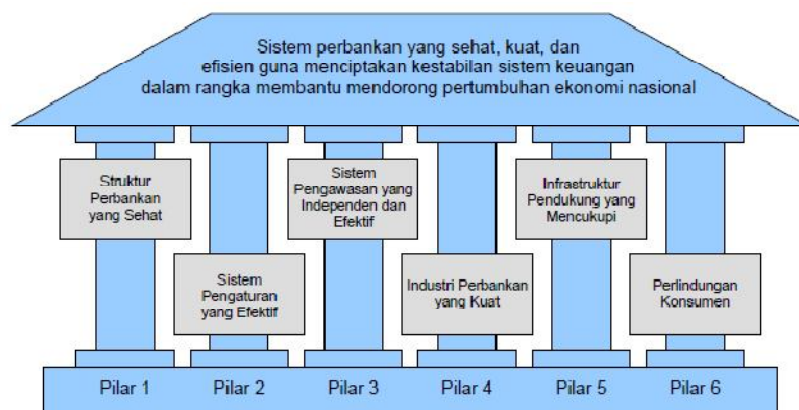 Sistem perbankan yang sehat, kuat, dan
efisien guna menciptakan kestabilan sistem keuangan
dalam rangka membantu mendorong pertumbuhan ekonomi nasional
Struktur
Perbankan
yang Sehat
Sistem
Pengaturan
yang Efektif
Sistem
Pengawasan yang
Independen dan
Efektif
Industri Perbankan
yang Kuat
Infrastruktur
Pendukung yang
Mencukupi
Perlindungan
Konsumen
Pilar 1
Pilar 2
Pilar 3
Pilar 4
Pilar 5
Pilar 6